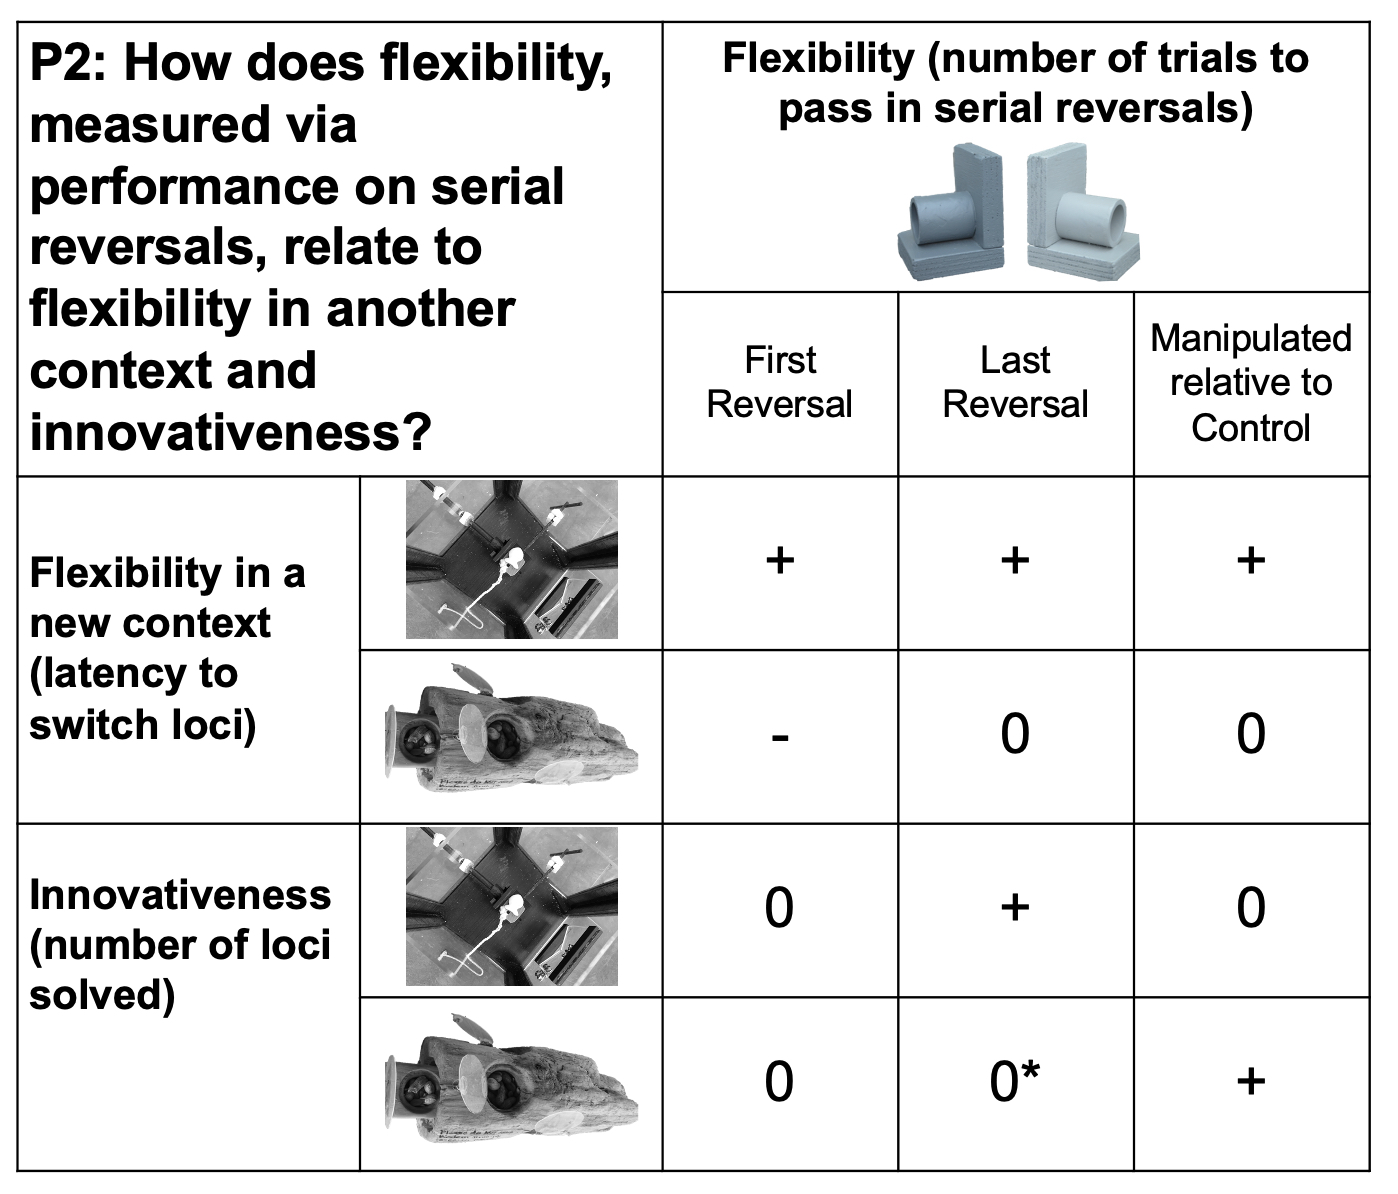 P2: How does flexibility,
measured via
performance on serial
reversals, relate to
flexibility in another
context and
innovativeness?
Flexibility (number of trials to
pass in serial reversals)
First
Reversal
Last
Reversal
Manipulated
relative to
Control
Flexibility in a
new context
(latency to
switch loci)
+
+
+
-
0
0
Innovativeness
(number of loci
solved)
0
+
0
0
0*
+